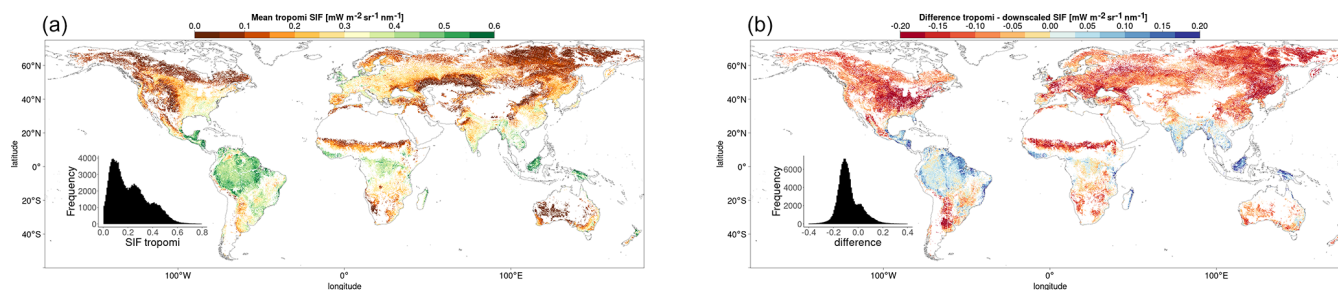 (a)
Mean tropomi SIF [mW m⁻² sr⁻¹ nm⁻¹]
0.0 0.1 0.2 0.3 0.4 0.5 0.6
60°N
40°N
20°N
0°
20°S
40°S
latitude
Frequency
4000
3000
2000
1000
0
0.0 0.2 0.4 0.6 0.8
SIF tropomi
100°W 0° 100°E
longitude
(b)
Difference tropomi - downscaled SIF [mW m⁻² sr⁻¹ nm⁻¹]
-0.20 -0.15 -0.10 -0.05 0.00 0.05 0.10 0.15 0.20
60°N
40°N
20°N
0°
20°S
40°S
latitude
Frequency
6000
4000
2000
0
-0.4 -0.2 0.0 0.2 0.4
difference
100°W 0° 100°E
longitude